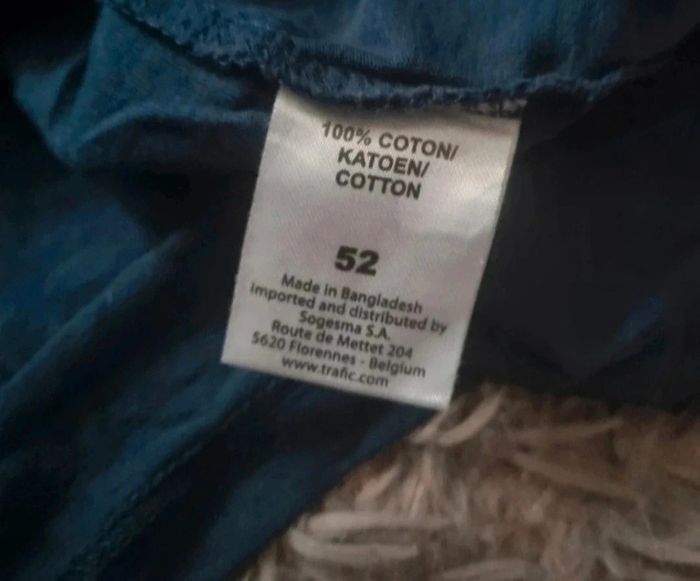 100% COTON/
KATOEN/
COTTON
52
Made in Bangladesh
imported and distributed by
Sogesma S.A.
Route de Mettet 204
5620 Florennes - Belgium
www.trafic.com